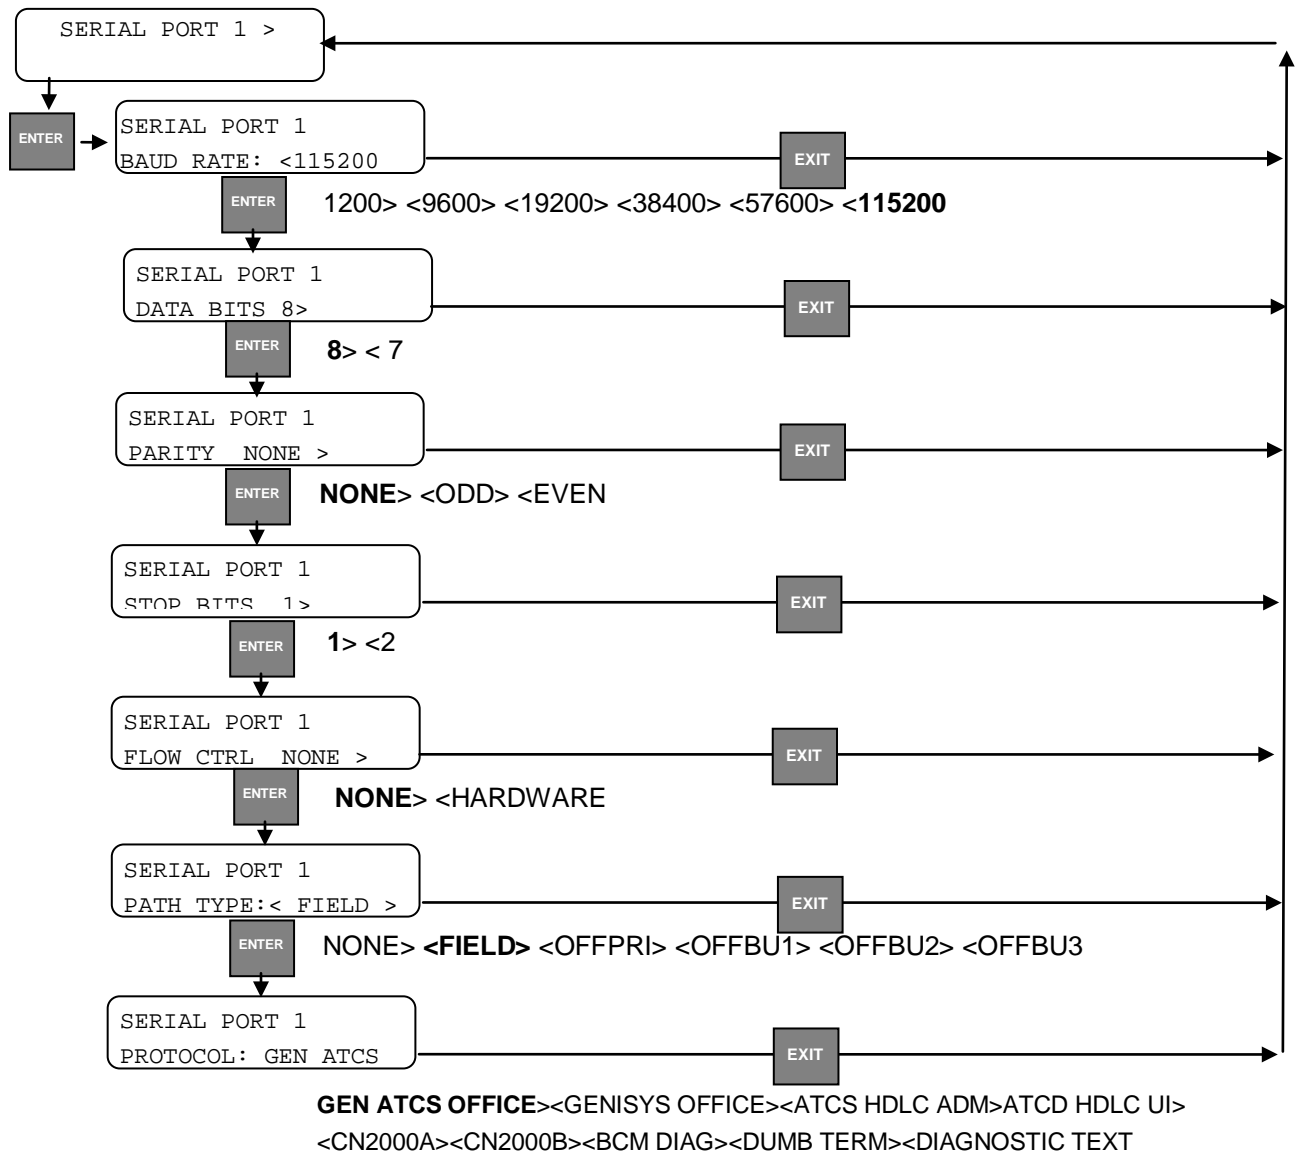 SERIAL PORT 1 >
ENTER
SERIAL PORT 1
BAUD RATE: <115200
EXIT
ENTER
1200> <9600> <19200> <38400> <57600> <115200
SERIAL PORT 1
DATA BITS 8>
EXIT
ENTER
8> < 7
SERIAL PORT 1
PARITY  NONE >
EXIT
ENTER
NONE> <ODD> <EVEN
SERIAL PORT 1
STOP BITS  1>
EXIT
ENTER
1> <2
SERIAL PORT 1
FLOW CTRL  NONE >
EXIT
ENTER
NONE> <HARDWARE
SERIAL PORT 1
PATH TYPE:< FIELD >
EXIT
ENTER
NONE> <FIELD> <OFFPRI> <OFFBU1> <OFFBU2> <OFFBU3
SERIAL PORT 1
PROTOCOL: GEN ATCS
EXIT
GEN ATCS OFFICE><GENISYS OFFICE><ATCS HDLC ADM>ATCD HDLC UI>
<CN2000A><CN2000B><BCM DIAG><DUMB TERM><DIAGNOSTIC TEXT